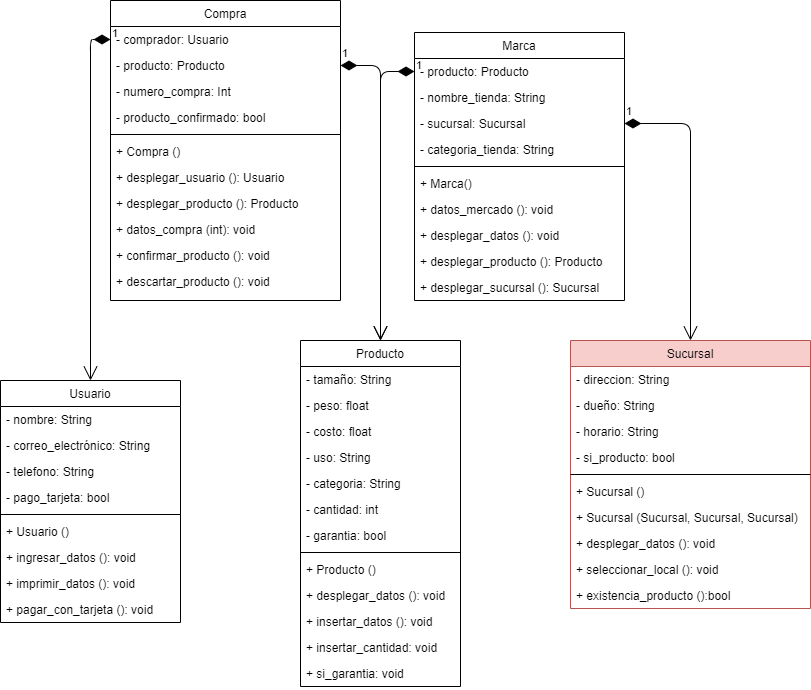 Compra
1
- comprador: Usuario
- producto: Producto
- numero_compra: Int
- producto_confirmado: bool
+ Compra ()
+ desplegar_usuario (): Usuario
+ desplegar_producto (): Producto
+ datos_compra (int): void
+ confirmar_producto (): void
+ descartar_producto (): void
1
Marca
1
- producto: Producto
- nombre_tienda: String
- sucursal: Sucursal
- categoria_tienda: String
+ Marca()
+ datos_mercado (): void
+ desplegar_datos (): void
+ desplegar_producto (): Producto
+ desplegar_sucursal (): Sucursal
1
Usuario
- nombre: String
- correo_electrónico: String
- telefono: String
- pago_tarjeta: bool
+ Usuario ()
+ ingresar_datos (): void
+ imprimir_datos (): void
+ pagar_con_tarjeta (): void
Producto
- tamaño: String
- peso: float
- costo: float
- uso: String
- categoria: String
- cantidad: int
- garantia: bool
+ Producto ()
+ desplegar_datos (): void
+ insertar_datos (): void
+ insertar_cantidad: void
+ si_garantia: void
Sucursal
- direccion: String
- dueño: String
- horario: String
- si_producto: bool
+ Sucursal ()
+ Sucursal (Sucursal, Sucursal, Sucursal)
+ desplegar_datos (): void
+ seleccionar_local (): void
+ existencia_producto ():bool